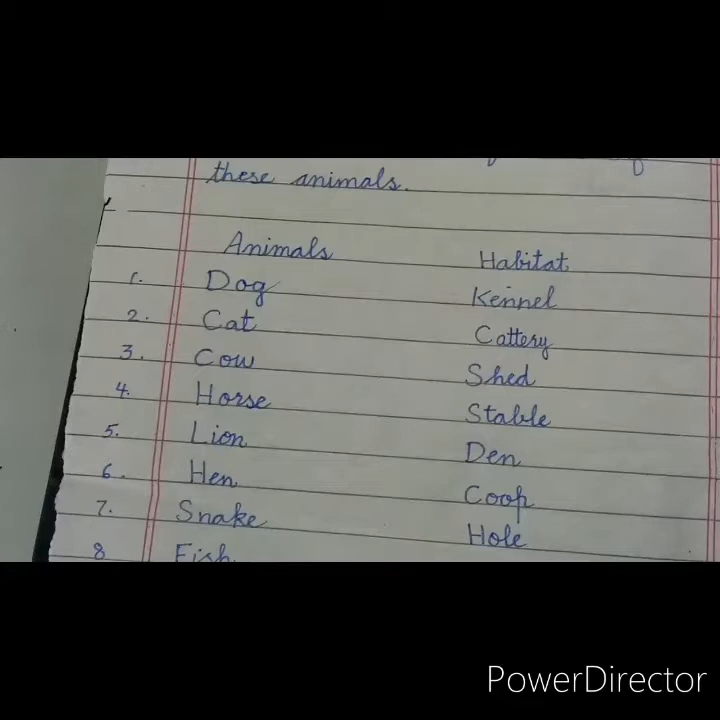 these animals.
Animals Habitat
1. Dog Kennel
2. Cat Cattery
3. Cow Shed
4. Horse Stable
5. Lion Den
6. Hen Coop
7. Snake Hole
8 Fish
PowerDirector